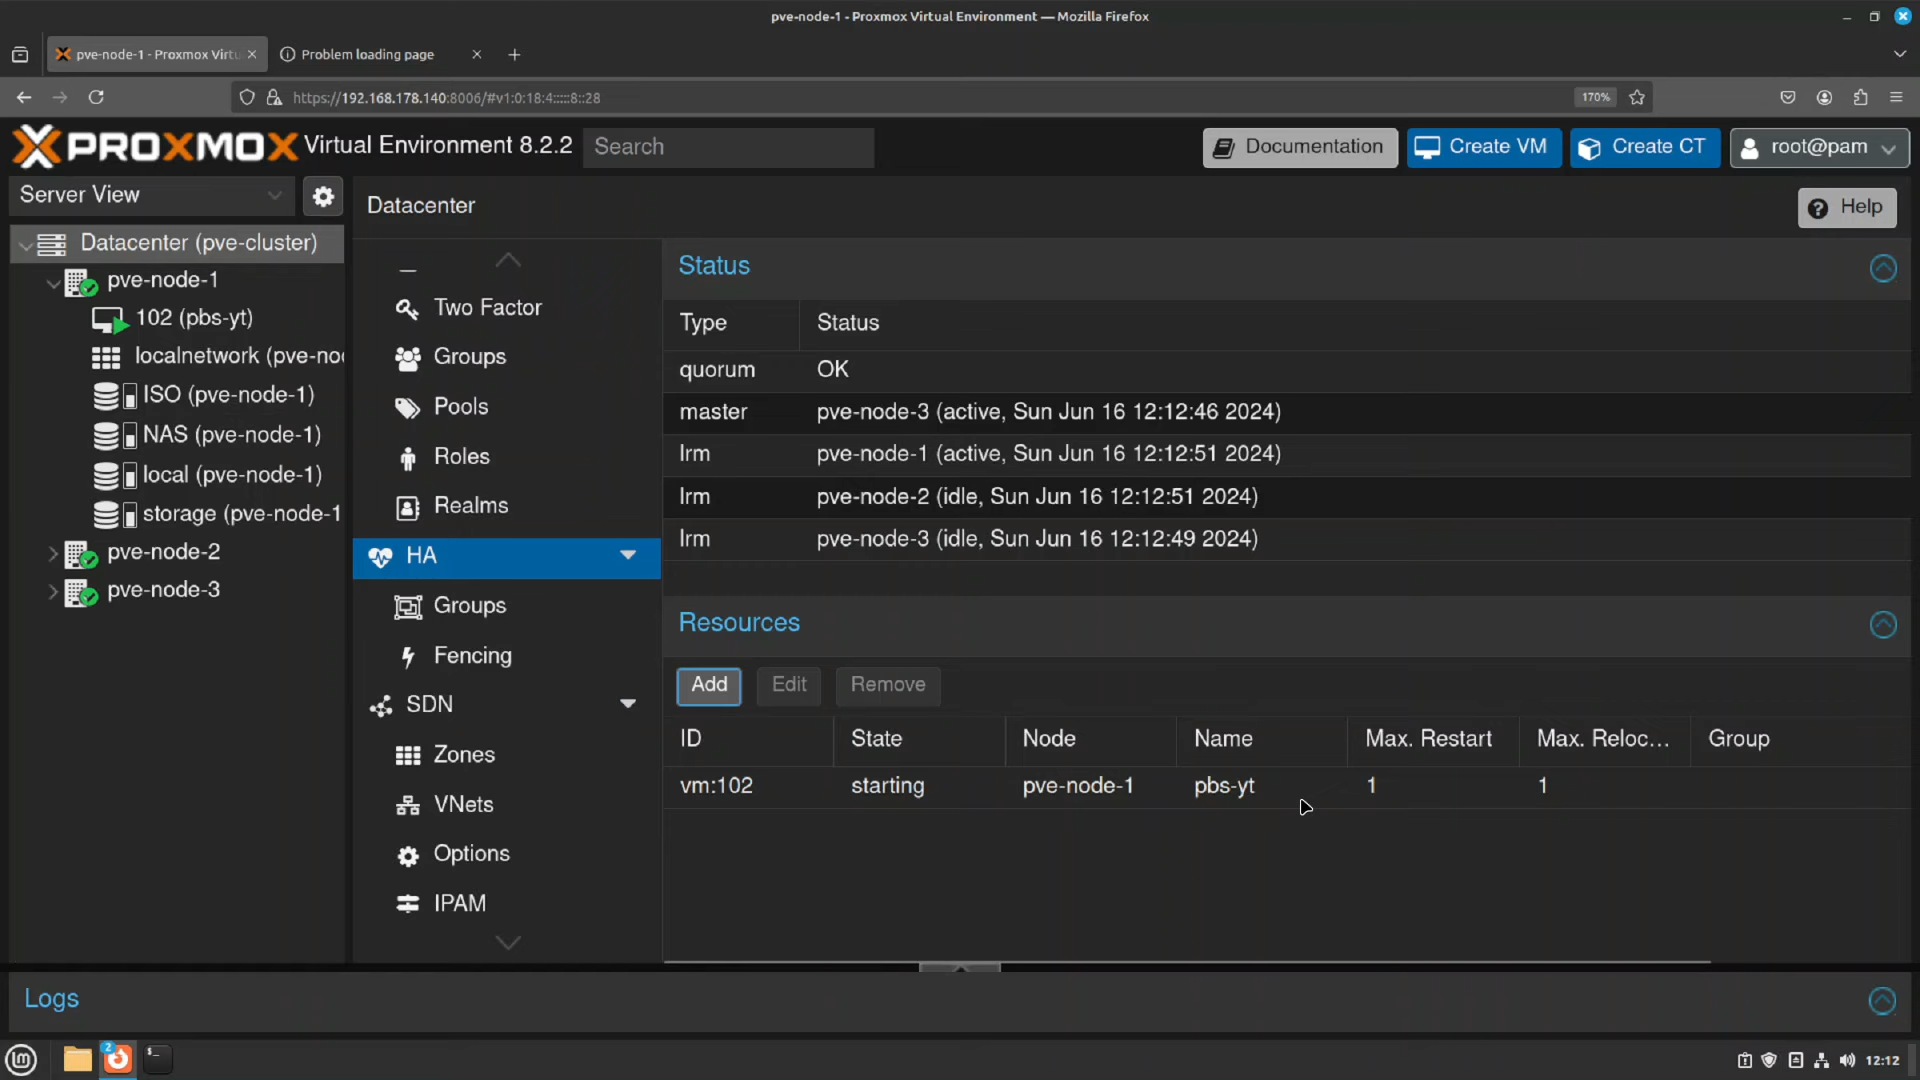 pve-node-1 - Proxmox Virtual Environment — Mozilla Firefox
pve-node-1 - Proxmox Virtu
Problem loading page
https://192.168.178.140:8006/#v1:0:18:4:::::8::28
170%
PROXMOX Virtual Environment 8.2.2
Search
Documentation
Create VM
Create CT
root@pam
Server View
Datacenter
Help
Datacenter (pve-cluster)
pve-node-1
102 (pbs-yt)
localnetwork (pve-no
ISO (pve-node-1)
NAS (pve-node-1)
local (pve-node-1)
storage (pve-node-1
pve-node-2
pve-node-3
Two Factor
Groups
Pools
Roles
Realms
HA
Groups
Fencing
SDN
Zones
VNets
Options
IPAM
Status
Type Status
quorum OK
master pve-node-3 (active, Sun Jun 16 12:12:46 2024)
lrm pve-node-1 (active, Sun Jun 16 12:12:51 2024)
lrm pve-node-2 (idle, Sun Jun 16 12:12:51 2024)
lrm pve-node-3 (idle, Sun Jun 16 12:12:49 2024)
Resources
Add Edit Remove
ID State Node Name Max. Restart Max. Reloc... Group
vm:102 starting pve-node-1 pbs-yt 1 1
Logs
2
12:12